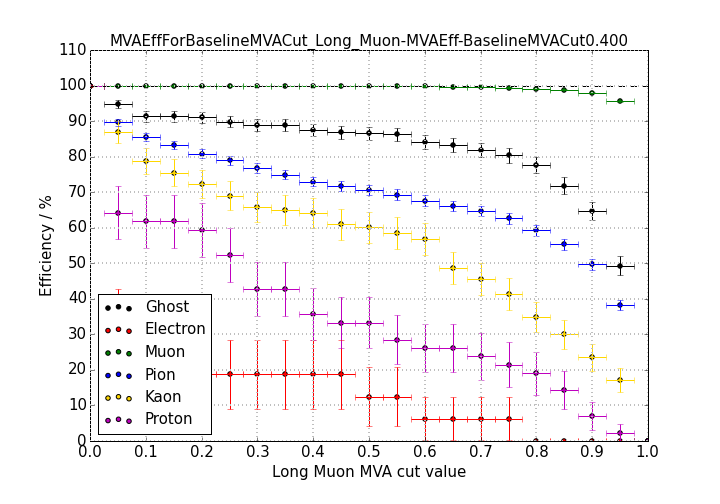 MVAEffForBaselineMVACut_Long_Muon-MVAEff-BaselineMVACut0.400
110
100
90
80
70
60
50
40
30
20
10
0
Efficiency / %
Ghost
Electron
Muon
Pion
Kaon
Proton
0.0 0.1 0.2 0.3 0.4 0.5 0.6 0.7 0.8 0.9 1.0
Long Muon MVA cut value